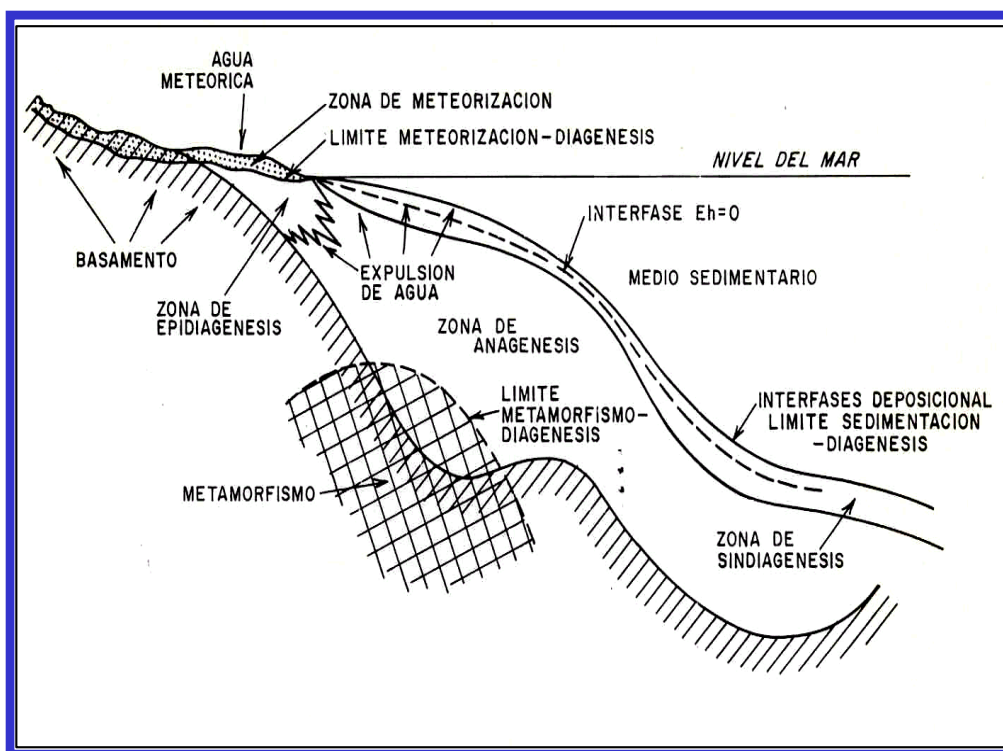 AGUA
METEORICA
ZONA DE METEORIZACION
LIMITE METEORIZACION-DIAGENESIS
NIVEL DEL MAR
INTERFASE Eh=0
BASAMENTO
EXPULSION
DE AGUA
MEDIO SEDIMENTARIO
ZONA DE
EPIDIAGENESIS
ZONA DE
ANAGENESIS
LIMITE
METAMORFISMO-
DIAGENESIS
INTERFASES DEPOSICIONAL
LIMITE SEDIMENTACION
-DIAGENESIS
METAMORFISMO
ZONA DE
SINDIAGENESIS